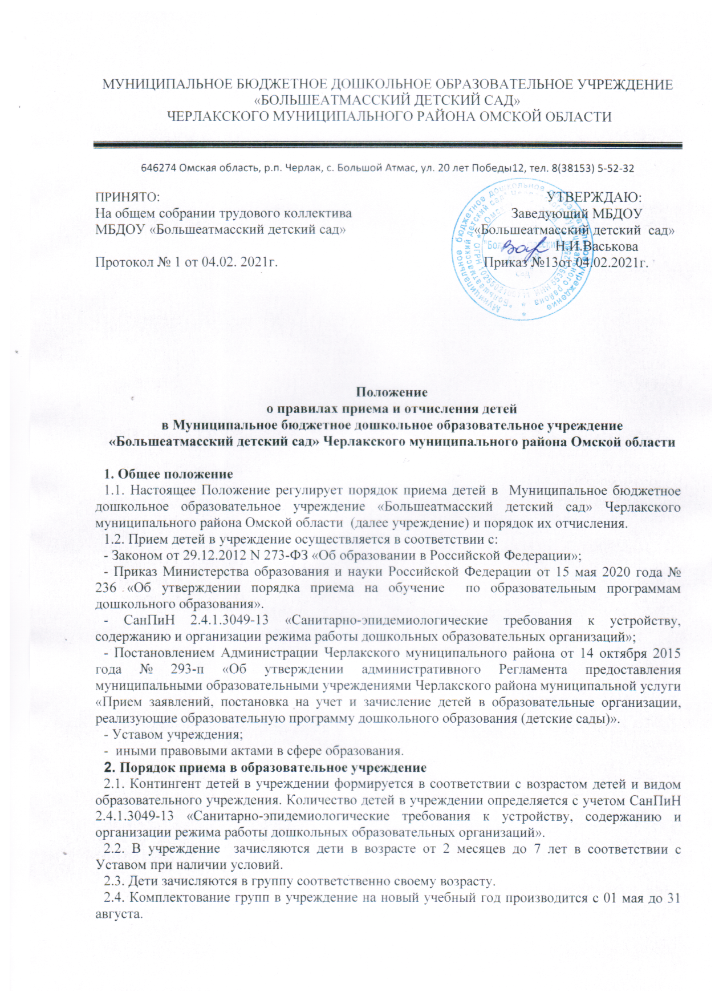 МУНИЦИПАЛЬНОЕ БЮДЖЕТНОЕ ДОШКОЛЬНОЕ ОБРАЗОВАТЕЛЬНОЕ УЧРЕЖДЕНИЕ
«БОЛЬШЕАТМАССКИЙ ДЕТСКИЙ САД»
ЧЕРЛАКСКОГО МУНИЦИПАЛЬНОГО РАЙОНА ОМСКОЙ ОБЛАСТИ
646274 Омская область, р.п. Черлак, с. Большой Атмас, ул. 20 лет Победы12, тел. 8(38153) 5-52-32
ПРИНЯТО: УТВЕРЖДАЮ:
На общем собрании трудового коллектива Заведующий МБДОУ
МБДОУ «Большеатмасский детский сад» «Большеатмасский детский сад»
Н.И.Васькова
Протокол № 1 от 04.02. 2021г. Приказ №13от 04.02.2021г.
Положение
о правилах приема и отчисления детей
в Муниципальное бюджетное дошкольное образовательное учреждение
«Большеатмасский детский сад» Черлакского муниципального района Омской области
1. Общее положение
1.1. Настоящее Положение регулирует порядок приема детей в Муниципальное бюджетное
дошкольное образовательное учреждение «Большеатмасский детский сад» Черлакского
муниципального района Омской области (далее учреждение) и порядок их отчисления.
1.2. Прием детей в учреждение осуществляется в соответствии с:
- Законом от 29.12.2012 N 273-ФЗ «Об образовании в Российской Федерации»;
- Приказ Министерства образования и науки Российской Федерации от 15 мая 2020 года №
236 «Об утверждении порядка приема на обучение по образовательным программам
дошкольного образования».
- СанПиН 2.4.1.3049-13 «Санитарно-эпидемиологические требования к устройству,
содержанию и организации режима работы дошкольных образовательных организаций»;
- Постановлением Администрации Черлакского муниципального района от 14 октября 2015
года № 293-п «Об утверждении административного Регламента предоставления
муниципальными образовательными учреждениями Черлакского района муниципальной услуги
«Прием заявлений, постановка на учет и зачисление детей в образовательные организации,
реализующие образовательную программу дошкольного образования (детские сады)».
- Уставом учреждения;
- иными правовыми актами в сфере образования.
2. Порядок приема в образовательное учреждение
2.1. Контингент детей в учреждении формируется в соответствии с возрастом детей и видом
образовательного учреждения. Количество детей в учреждении определяется с учетом СанПиН
2.4.1.3049-13 «Санитарно-эпидемиологические требования к устройству, содержанию и
организации режима работы дошкольных образовательных организаций».
2.2. В учреждение зачисляются дети в возрасте от 2 месяцев до 7 лет в соответствии с
Уставом при наличии условий.
2.3. Дети зачисляются в группу соответственно своему возрасту.
2.4. Комплектование групп в учреждение на новый учебный год производится с 01 мая до 31
августа.